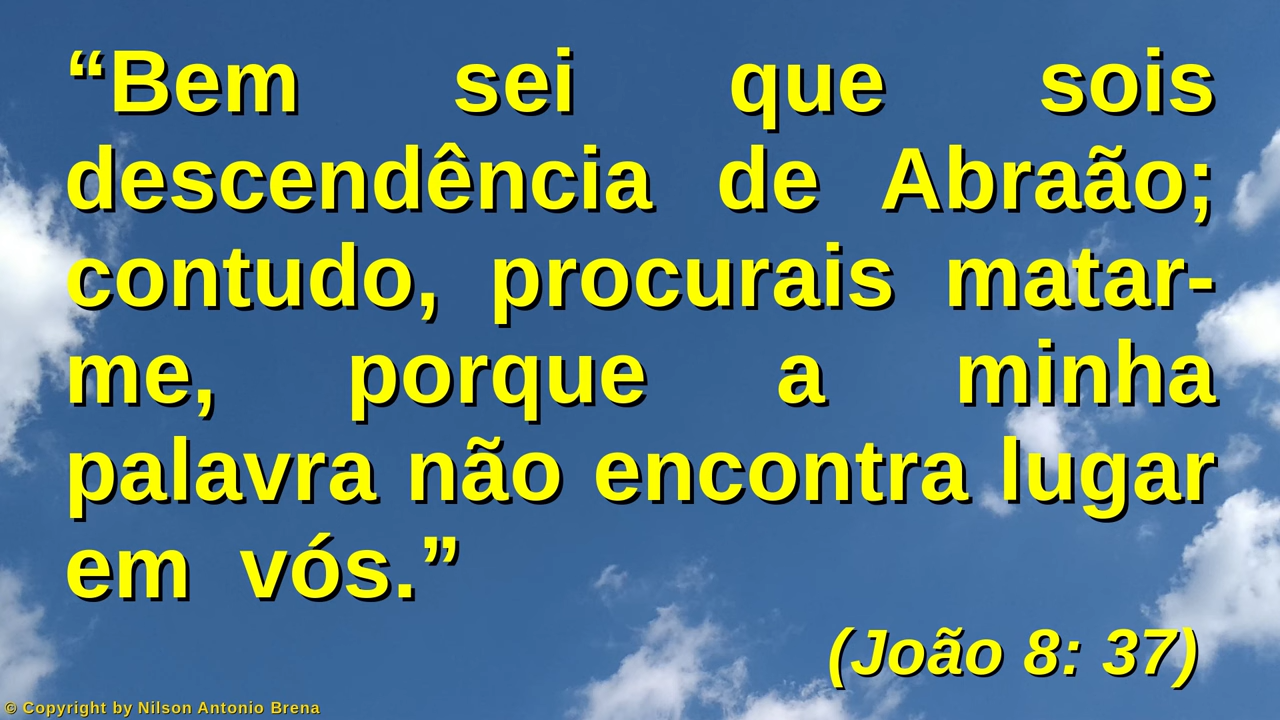 “Bem sei que sois
descendência de Abraão;
contudo, procurais matar-
me, porque a minha
palavra não encontra lugar
em vós.”
(João 8: 37)
© Copyright by Nilson Antonio Brena